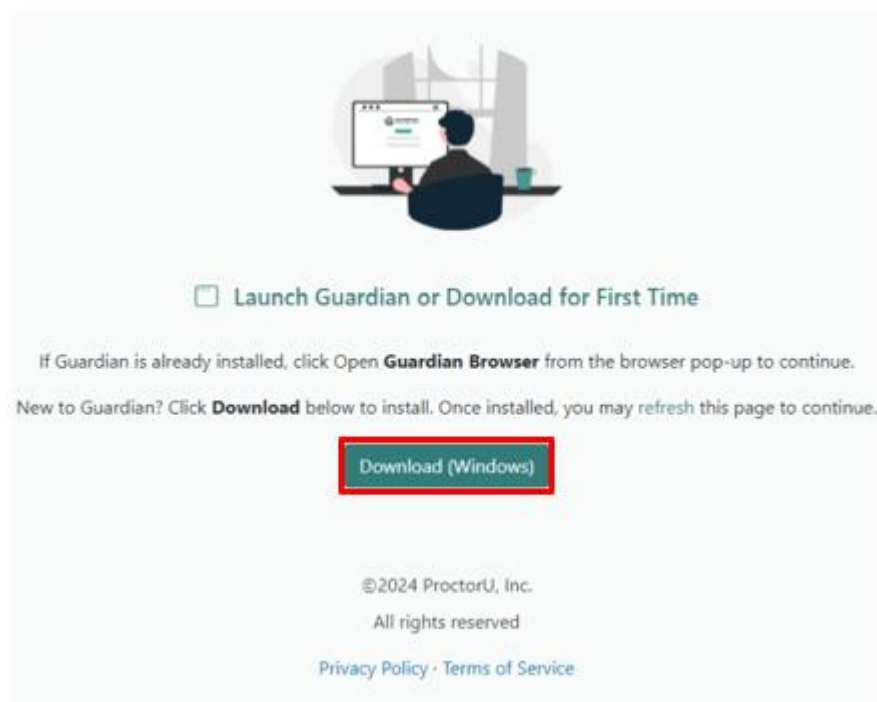 Launch Guardian or Download for First Time
If Guardian is already installed, click Open Guardian Browser from the browser pop-up to continue.
New to Guardian? Click Download below to install. Once installed, you may refresh this page to continue.
Download (Windows)
©2024 ProctorU, Inc.
All rights reserved
Privacy Policy · Terms of Service